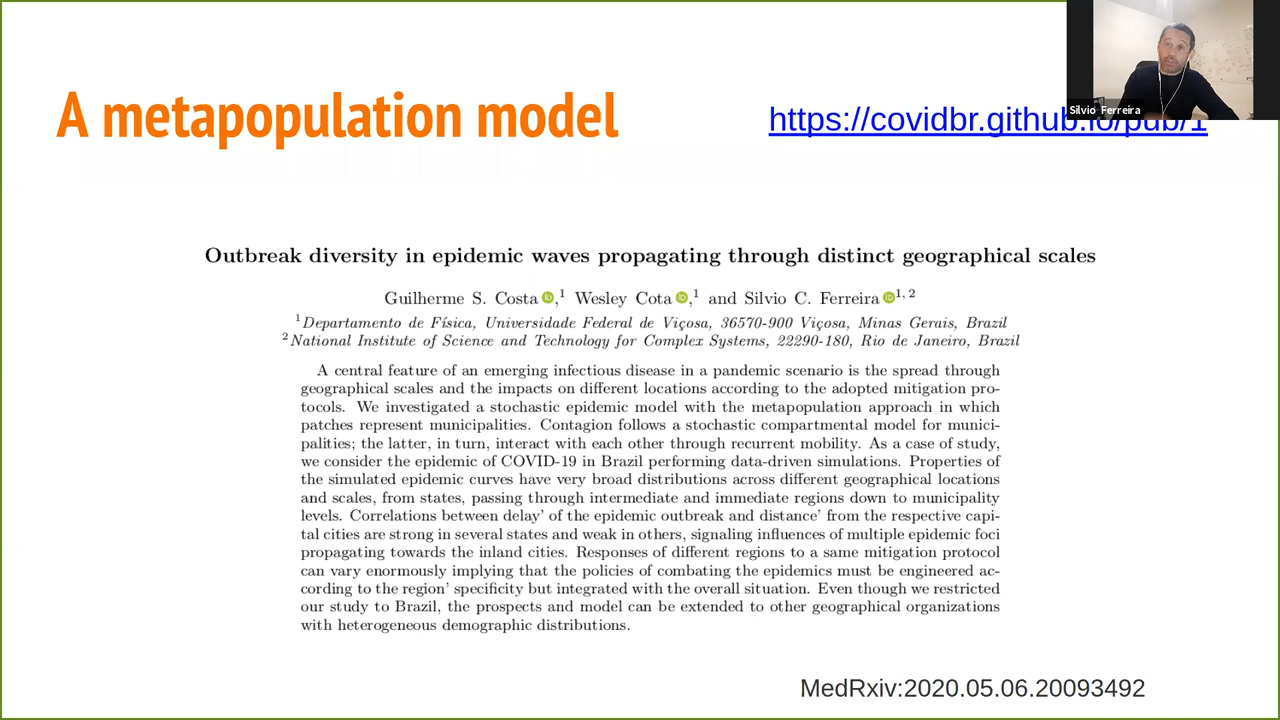 A metapopulation model
https://covidbr.github.io/pub/1
Silvio Ferreira
Outbreak diversity in epidemic waves propagating through distinct geographical scales
Guilherme S. Costa,¹ Wesley Cota,¹ and Silvio C. Ferreira¹,²
¹Departamento de Física, Universidade Federal de Viçosa, 36570-900 Viçosa, Minas Gerais, Brazil
²National Institute of Science and Technology for Complex Systems, 22290-180, Rio de Janeiro, Brazil
A central feature of an emerging infectious disease in a pandemic scenario is the spread through
geographical scales and the impacts on different locations according to the adopted mitigation pro-
tocols. We investigated a stochastic epidemic model with the metapopulation approach in which
patches represent municipalities. Contagion follows a stochastic compartmental model for munici-
palities; the latter, in turn, interact with each other through recurrent mobility. As a case of study,
we consider the epidemic of COVID-19 in Brazil performing data-driven simulations. Properties of
the simulated epidemic curves have very broad distributions across different geographical locations
and scales, from states, passing through intermediate and immediate regions down to municipality
levels. Correlations between delay' of the epidemic outbreak and distance' from the respective capi-
tal cities are strong in several states and weak in others, signaling influences of multiple epidemic foci
propagating towards the inland cities. Responses of different regions to a same mitigation protocol
can vary enormously implying that the policies of combating the epidemics must be engineered ac-
cording to the region' specificity but integrated with the overall situation. Even though we restricted
our study to Brazil, the prospects and model can be extended to other geographical organizations
with heterogeneous demographic distributions.
MedRxiv:2020.05.06.20093492